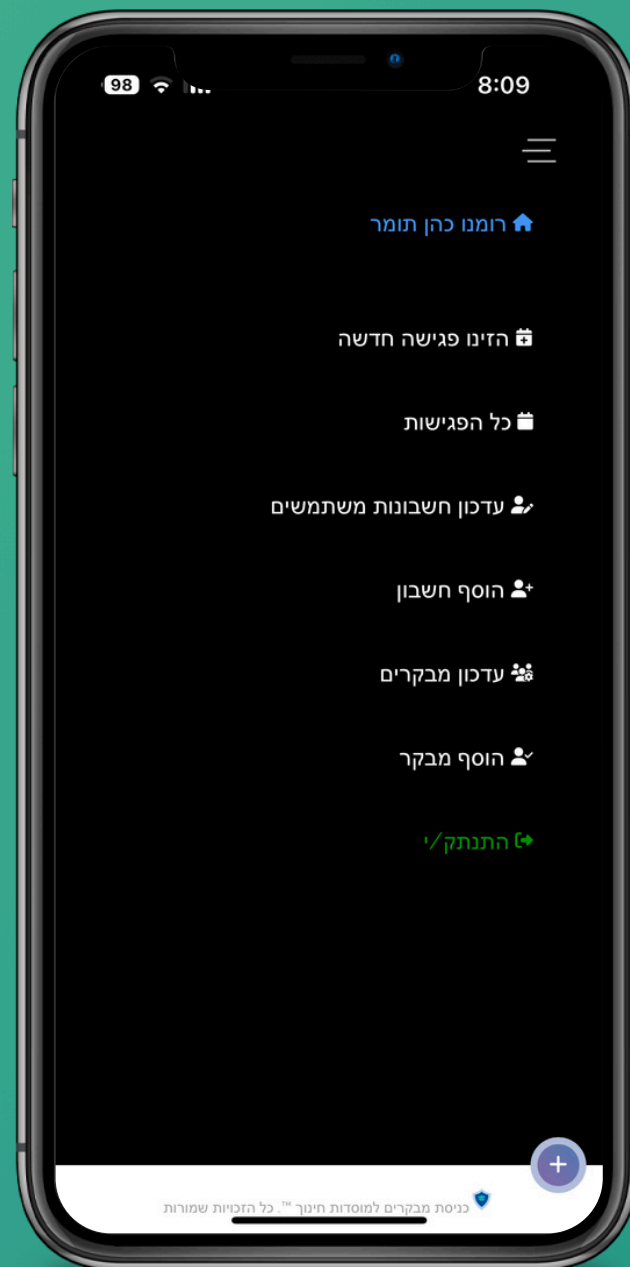 98
8:09
רומנו כהן תומר
הזינו פגישה חדשה
כל הפגישות
עדכון חשבונות משתמשים
הוסף חשבון
עדכון מבקרים
הוסף מבקר
התנתק/י
+
כניסת מבקרים למוסדות חינוך ™. כל הזכויות שמורות